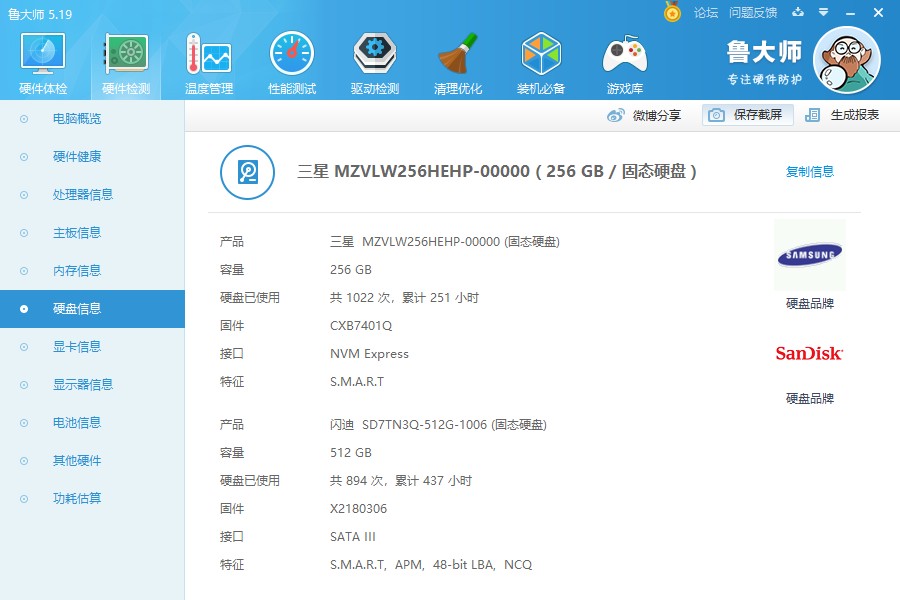 鲁大师 5.19
论坛 问题反馈
硬件体检 硬件检测 温度管理 性能测试 驱动检测 清理优化 装机必备 游戏库
鲁大师
专注硬件防护
微博分享 保存截屏 生成报表
电脑概览
硬件健康
处理器信息
主板信息
内存信息
硬盘信息
显卡信息
显示器信息
电池信息
其他硬件
功耗估算
三星 MZVLW256HEHP-00000 ( 256 GB / 固态硬盘 )
复制信息
产品 三星 MZVLW256HEHP-00000 (固态硬盘)
容量 256 GB
硬盘已使用 共 1022 次，累计 251 小时
固件 CXB7401Q
接口 NVM Express
特征 S.M.A.R.T
SAMSUNG
硬盘品牌
SanDisk
硬盘品牌
产品 闪迪 SD7TN3Q-512G-1006 (固态硬盘)
容量 512 GB
硬盘已使用 共 894 次，累计 437 小时
固件 X2180306
接口 SATA III
特征 S.M.A.R.T, APM, 48-bit LBA, NCQ